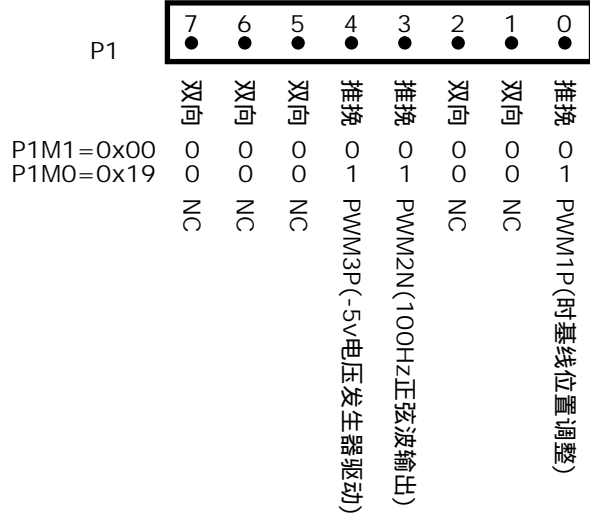 P1 7 6 5 4 3 2 1 0
双向 双向 双向 推挽 推挽 双向 双向 推挽
P1M1=0x00 0 0 0 0 0 0 0 0
P1M0=0x19 0 0 0 1 1 0 0 1
NC
NC
NC
PWM3P(-5v电压发生器驱动)
PWM2N(100Hz正弦波输出)
NC
NC
PWM1P(时基线位置调整)